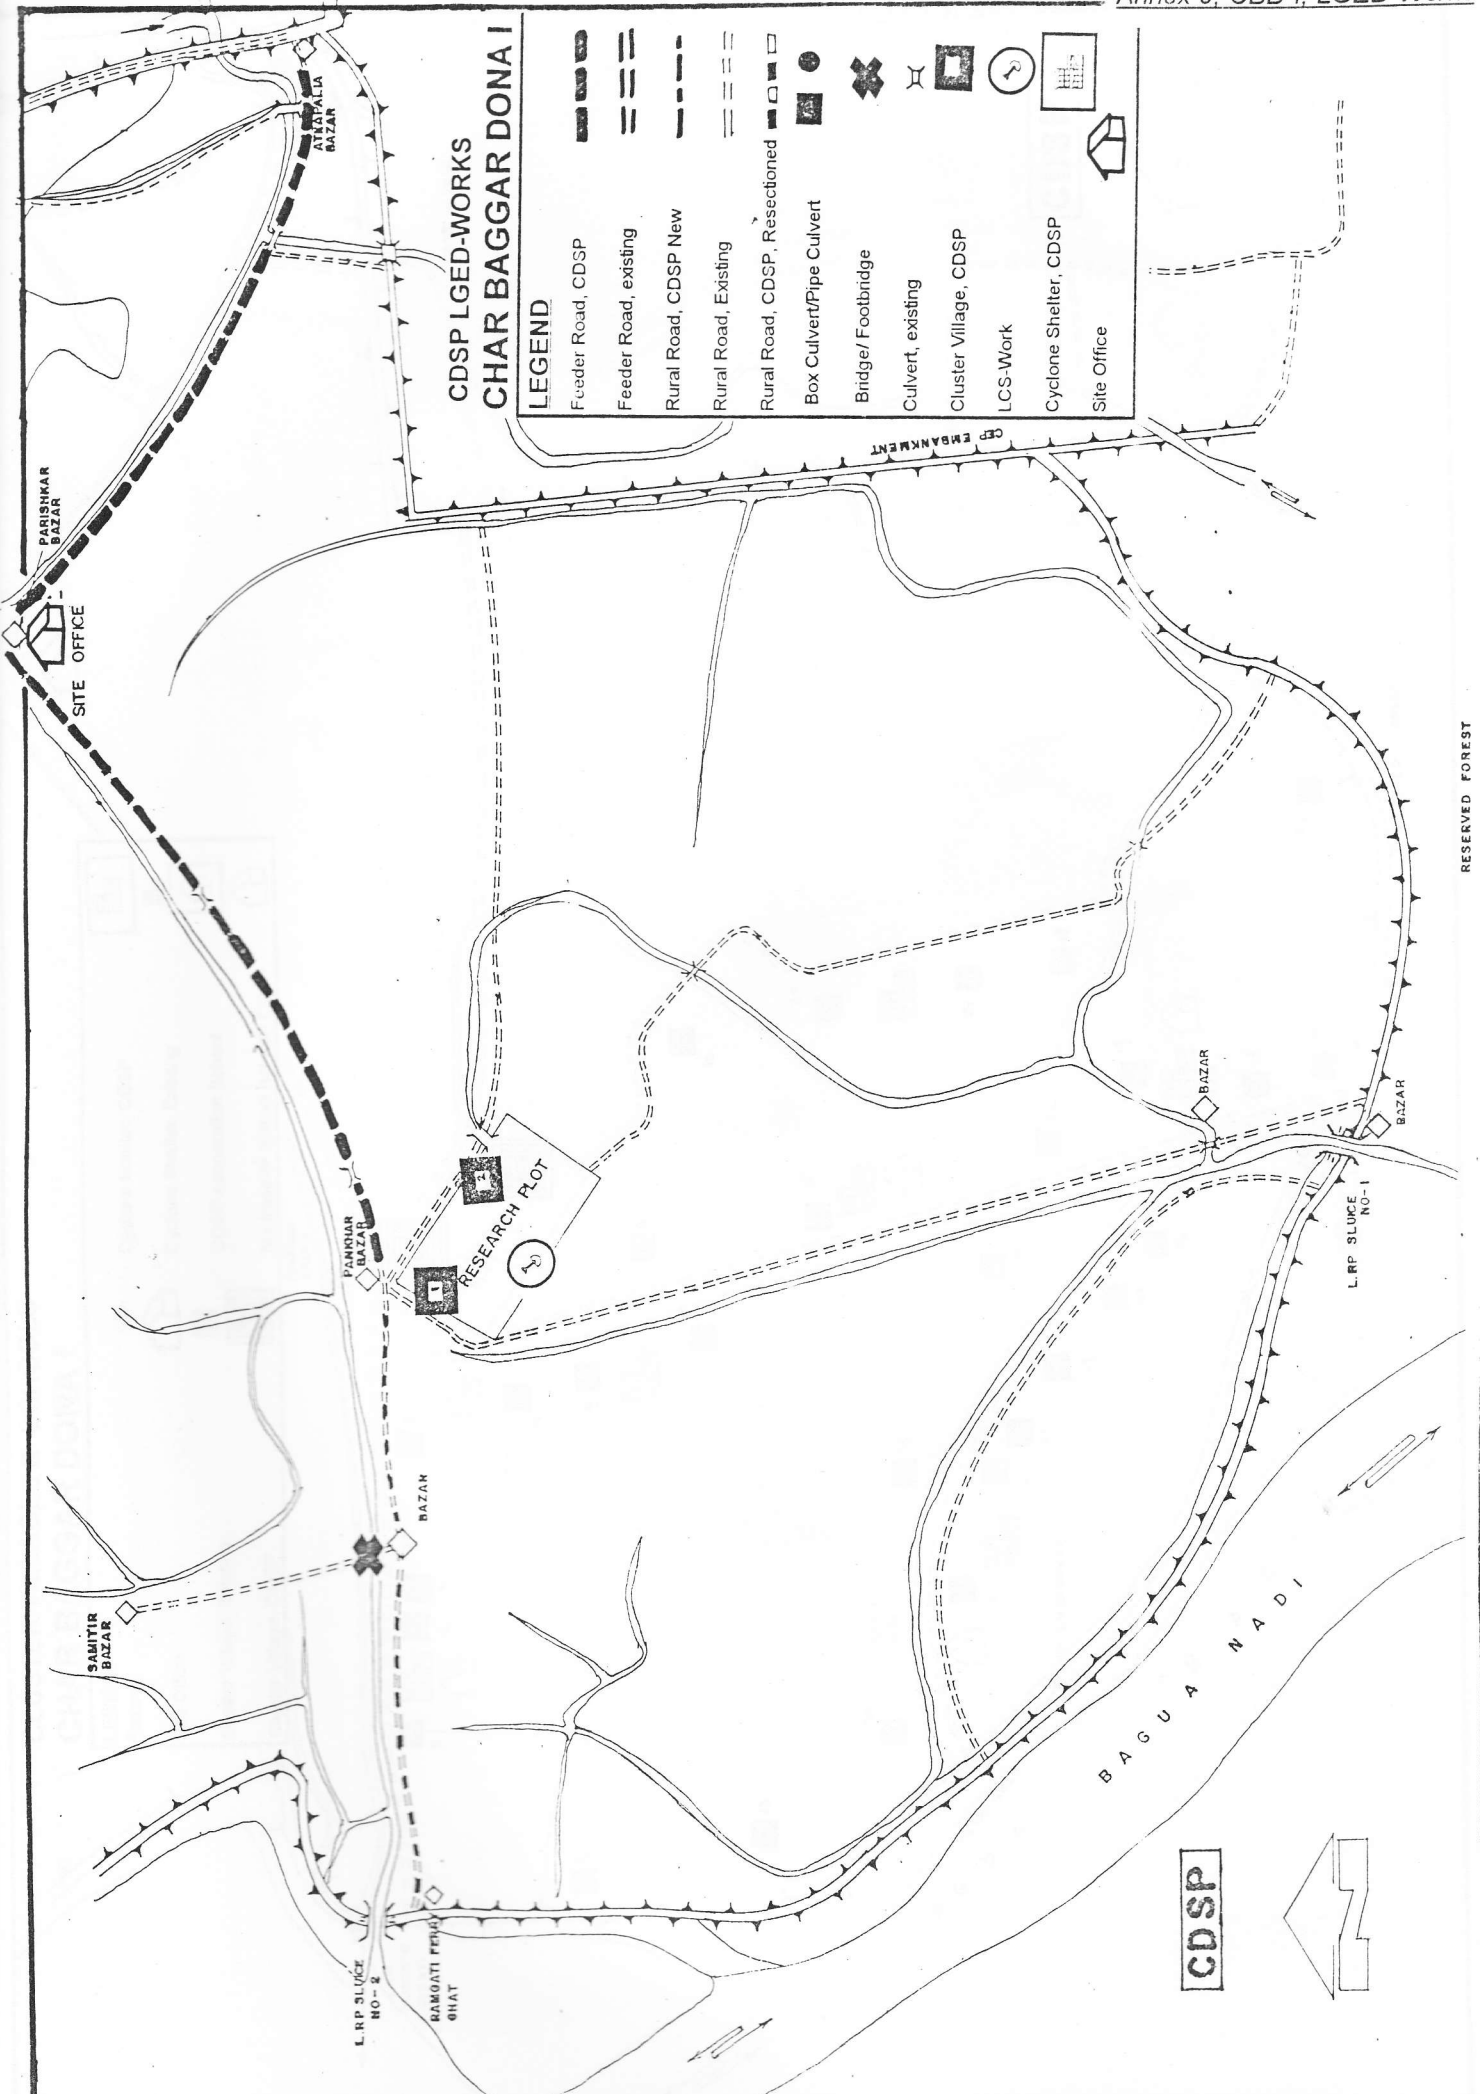 CDSP LGED-WORKS
CHAR BAGGAR DONA I
LEGEND
Feeder Road, CDSP
Feeder Road, existing
Rural Road, CDSP New
Rural Road, Existing
Rural Road, CDSP, Resectioned
Box Culvert/Pipe Culvert
Bridge/ Footbridge
Culvert, existing
Cluster Village, CDSP
LCS-Work
Cyclone Shelter, CDSP
Site Office
ATKAPALIA
BAZAR
PARISHKAR
BAZAR
SITE OFFICE
CEP EMBANKMENT
PANKHAR
BAZAR
1
2
RESEARCH PLOT
A
BAZAR
SAMITIR
BAZAR
BAZAR
BAZAR
L.RP SLUICE
NO-1
RESERVED FOREST
L.RP SLUICE
NO-2
RAMGATI FERRY
GHAT
BAGUA NADI
CDSP